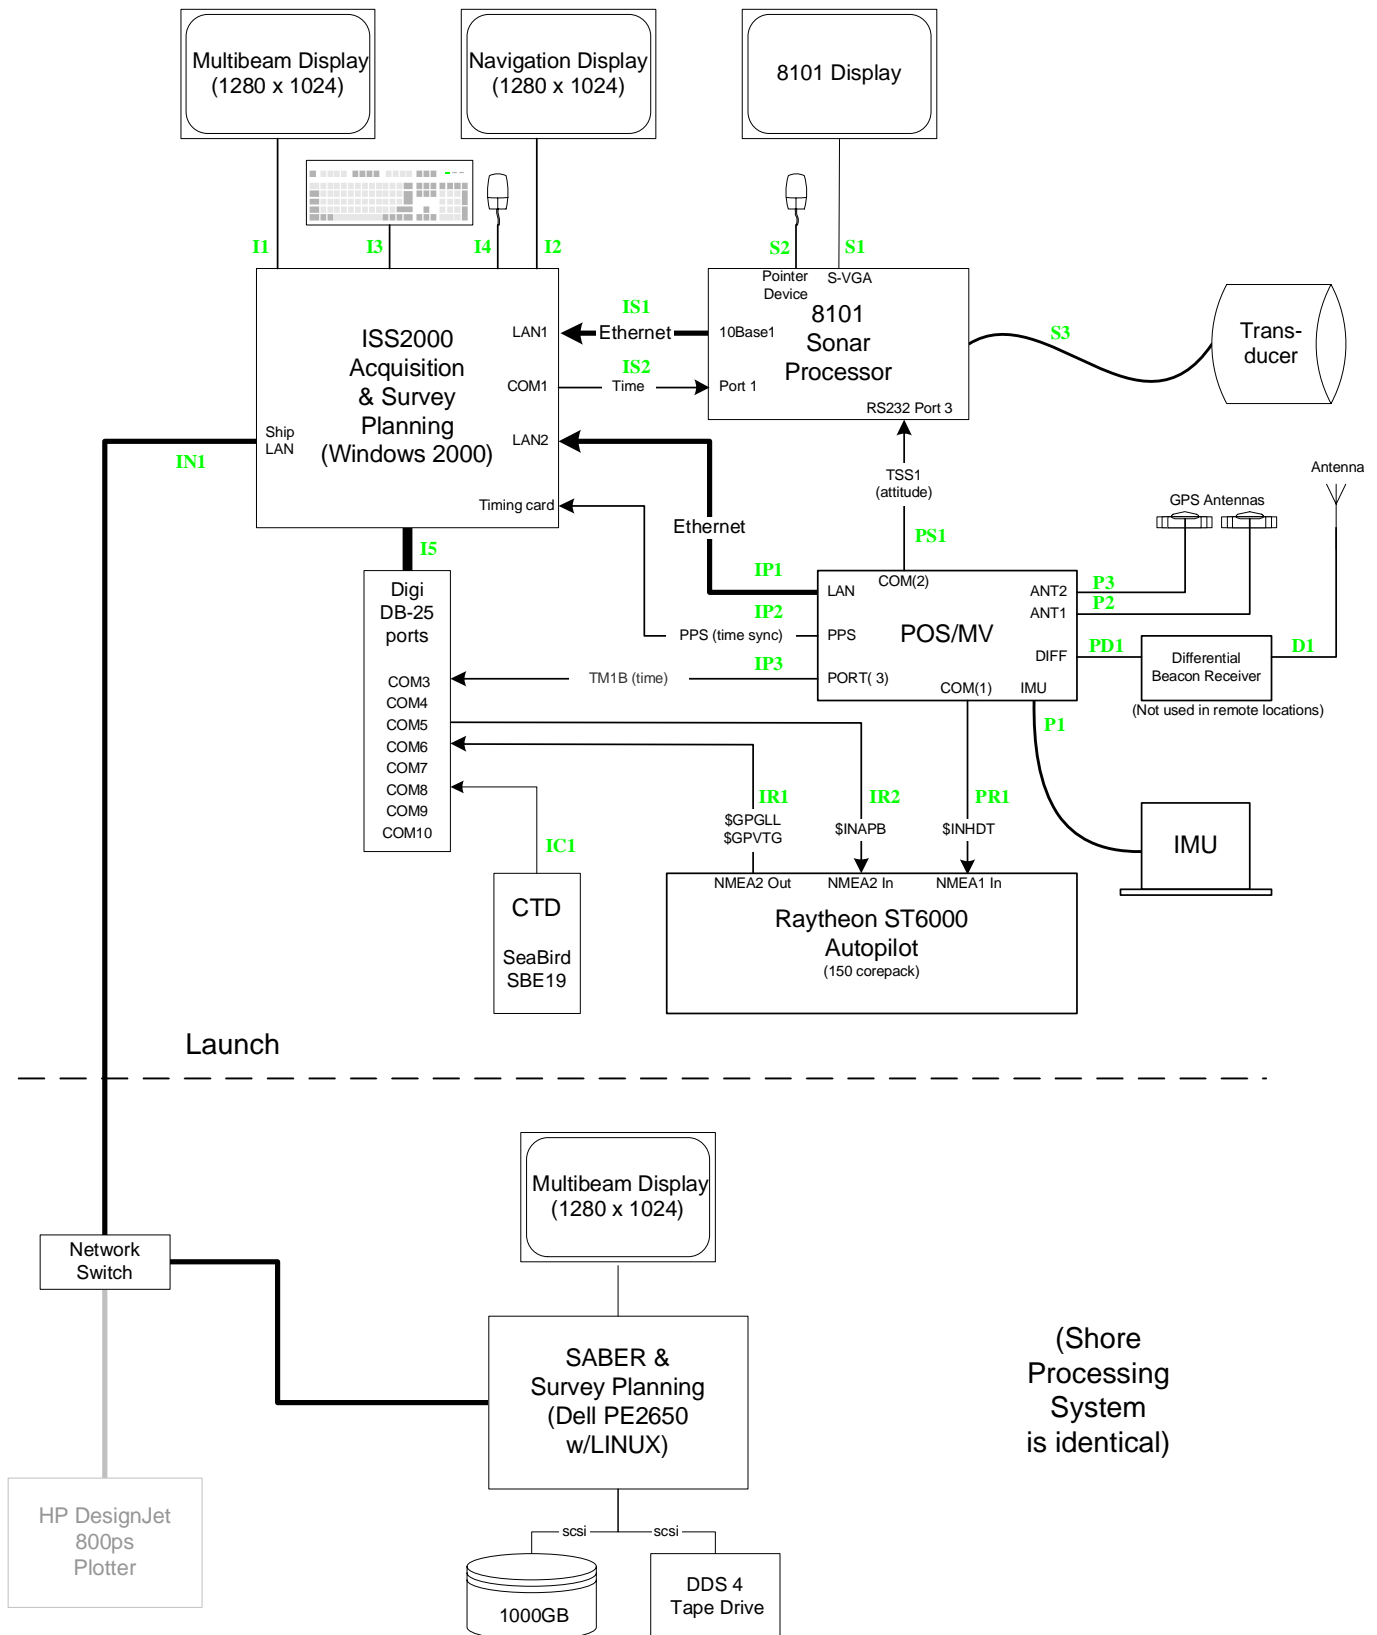 Multibeam Display
(1280 x 1024)
Navigation Display
(1280 x 1024)
8101 Display
I1
I3
I4
I2
S2
S1
Pointer
Device
S-VGA
ISS2000
Acquisition
& Survey
Planning
(Windows 2000)
LAN1
COM1
LAN2
Timing card
Ship
LAN
IS1
Ethernet
IS2
Time
10Base1
Port 1
8101
Sonar
Processor
RS232 Port 3
S3
Trans-
ducer
IN1
TSS1
(attitude)
PS1
Antenna
GPS Antennas
Ethernet
I5
IP1
IP2
PPS (time sync)
IP3
TM1B (time)
LAN
PPS
PORT( 3)
COM(2)
POS/MV
COM(1)
IMU
ANT2
ANT1
DIFF
P3
P2
PD1
D1
Differential
Beacon Receiver
(Not used in remote locations)
P1
Digi
DB-25
ports
COM3
COM4
COM5
COM6
COM7
COM8
COM9
COM10
IR1
$GPGLL
$GPVTG
IR2
$INAPB
PR1
$INHDT
IMU
IC1
CTD
SeaBird
SBE19
NMEA2 Out
NMEA2 In
NMEA1 In
Raytheon ST6000
Autopilot
(150 corepack)
Launch
Multibeam Display
(1280 x 1024)
Network
Switch
SABER &
Survey Planning
(Dell PE2650
w/LINUX)
(Shore
Processing
System
is identical)
HP DesignJet
800ps
Plotter
scsi
scsi
1000GB
DDS 4
Tape Drive